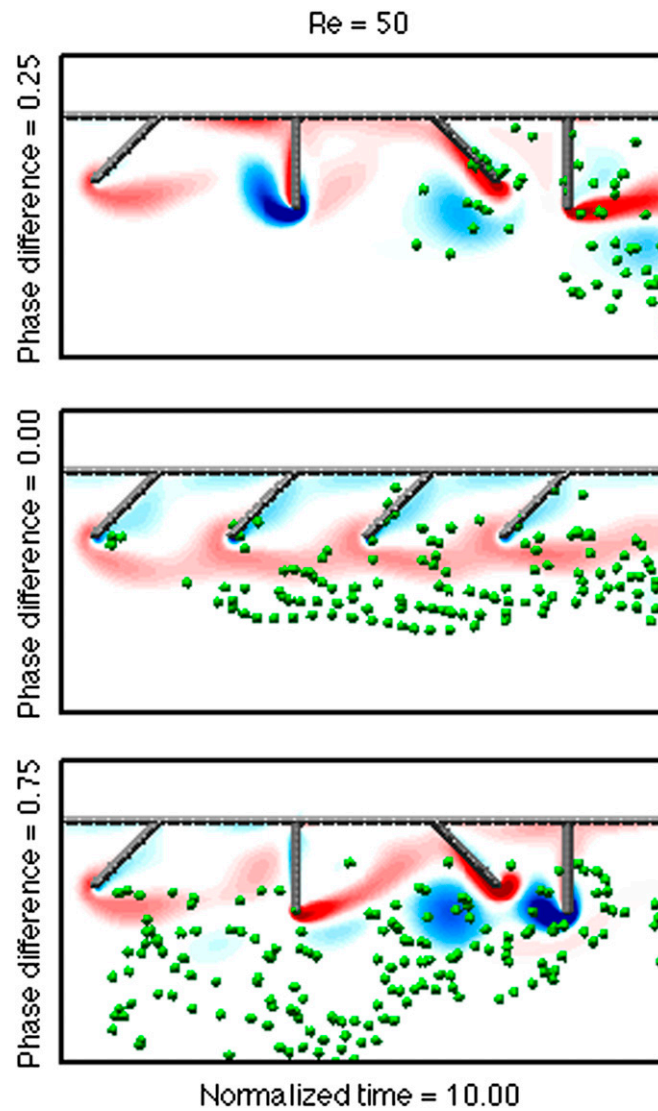 Re = 50
Phase difference = 0.25
Phase difference = 0.00
Phase difference = 0.75
Normalized time = 10.00